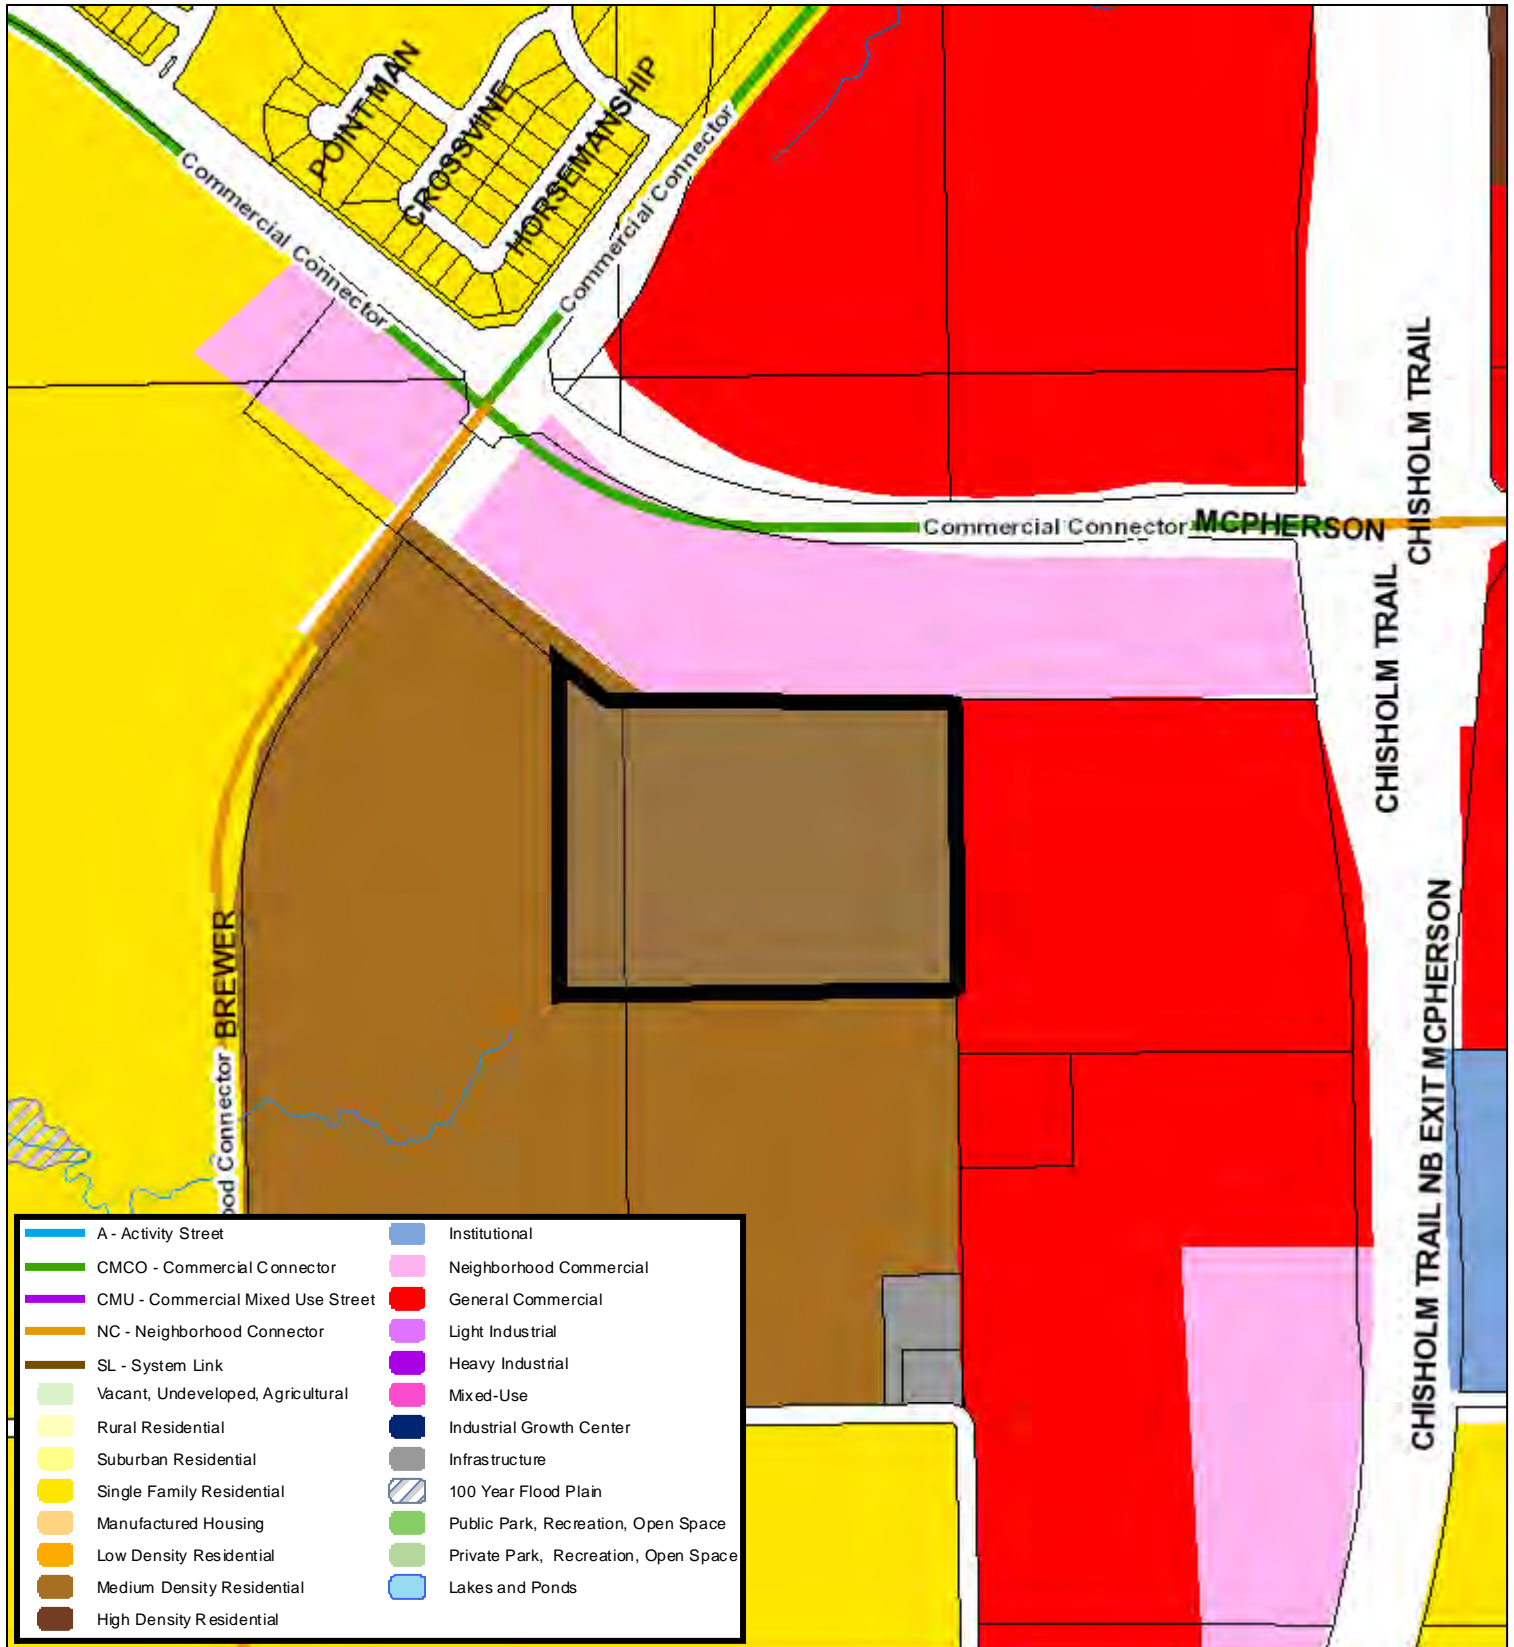 POINT MAN
CROSSVINE
HORSEMANSHIP
Commercial Connector
Commercial Connector
CHISHOLM TRAIL
Commercial Connector
MCPHERSON
CHISHOLM TRAIL
CHISHOLM TRAIL NB EXIT MCPHERSON
BREWER
ood Connector
A - Activity Street
CMCO - Commercial Connector
CMU - Commercial Mixed Use Street
NC - Neighborhood Connector
SL - System Link
Vacant, Undeveloped, Agricultural
Rural Residential
Suburban Residential
Single Family Residential
Manufactured Housing
Low Density Residential
Medium Density Residential
High Density Residential
Institutional
Neighborhood Commercial
General Commercial
Light Industrial
Heavy Industrial
Mixed-Use
Industrial Growth Center
Infrastructure
100 Year Flood Plain
Public Park, Recreation, Open Space
Private Park, Recreation, Open Space
Lakes and Ponds